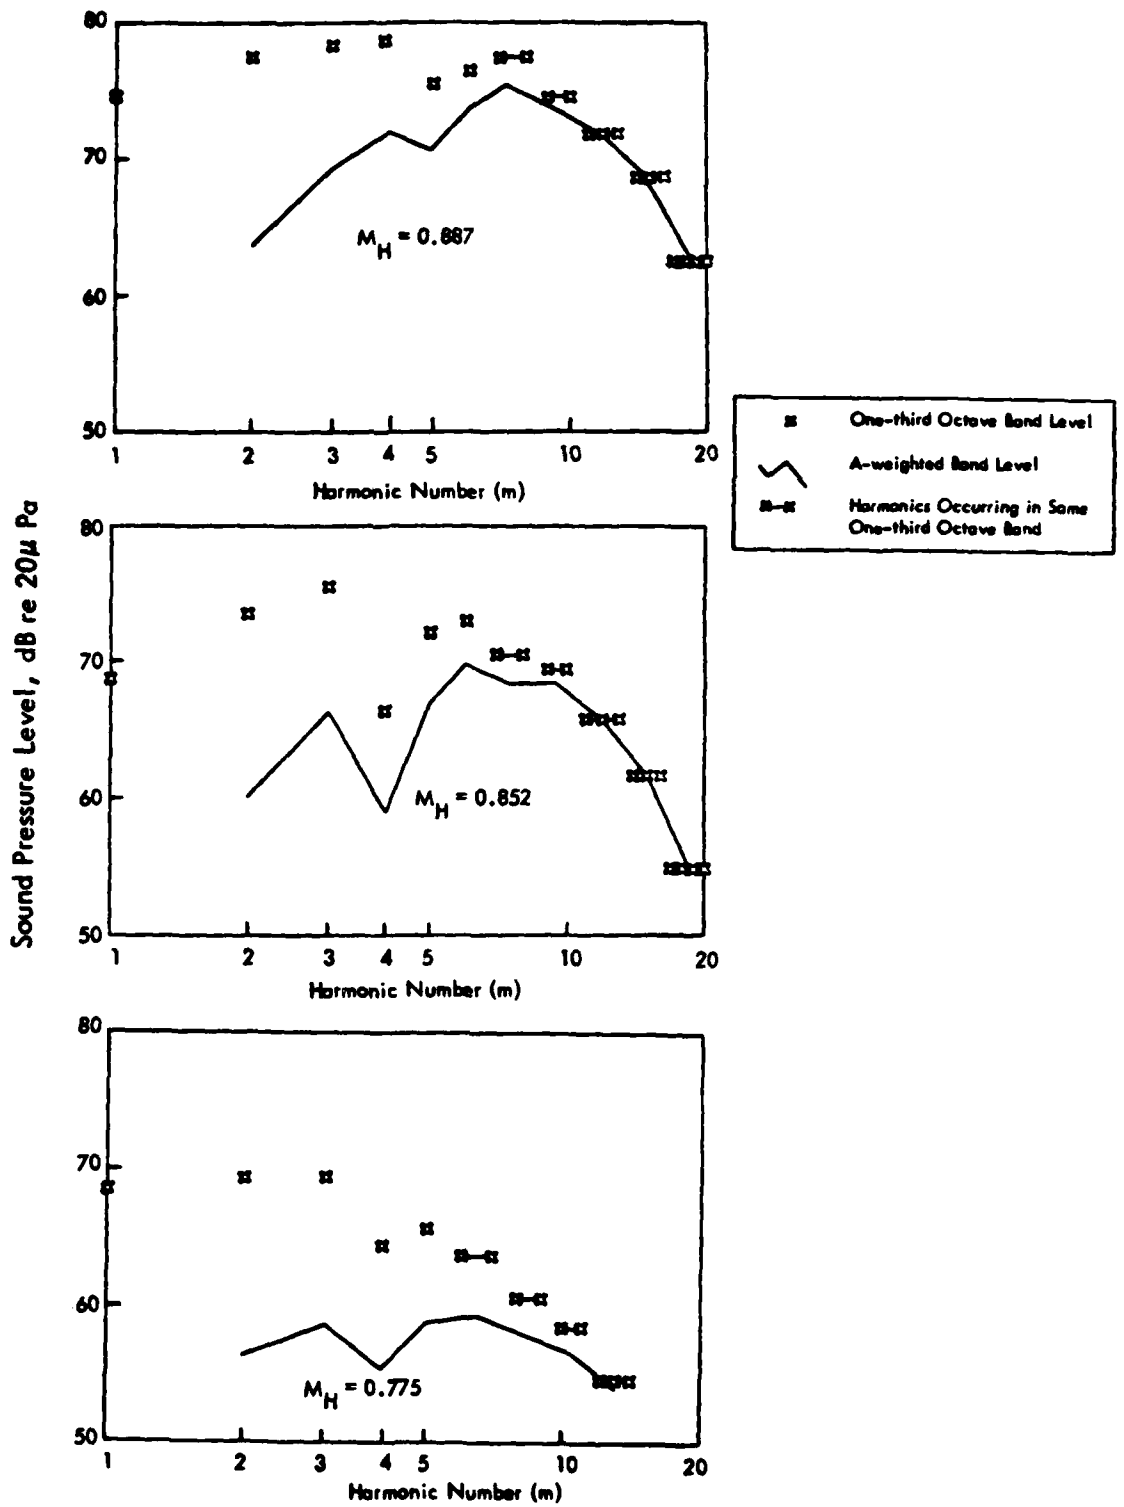 80
70
60
50
1 2 3 4 5 10 20
Harmonic Number (m)
M_H = 0.887
One-third Octave Band Level
A-weighted Band Level
Harmonics Occurring in Same
One-third Octave Band
Sound Pressure Level, dB re 20μ Pa
80
70
60
50
1 2 3 4 5 10 20
Harmonic Number (m)
M_H = 0.852
80
70
60
50
1 2 3 4 5 10 20
Harmonic Number (m)
M_H = 0.775